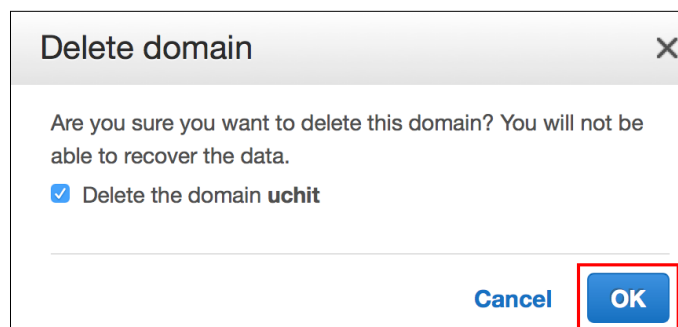 Delete domain
Are you sure you want to delete this domain? You will not be
able to recover the data.
Delete the domain uchit
Cancel
OK